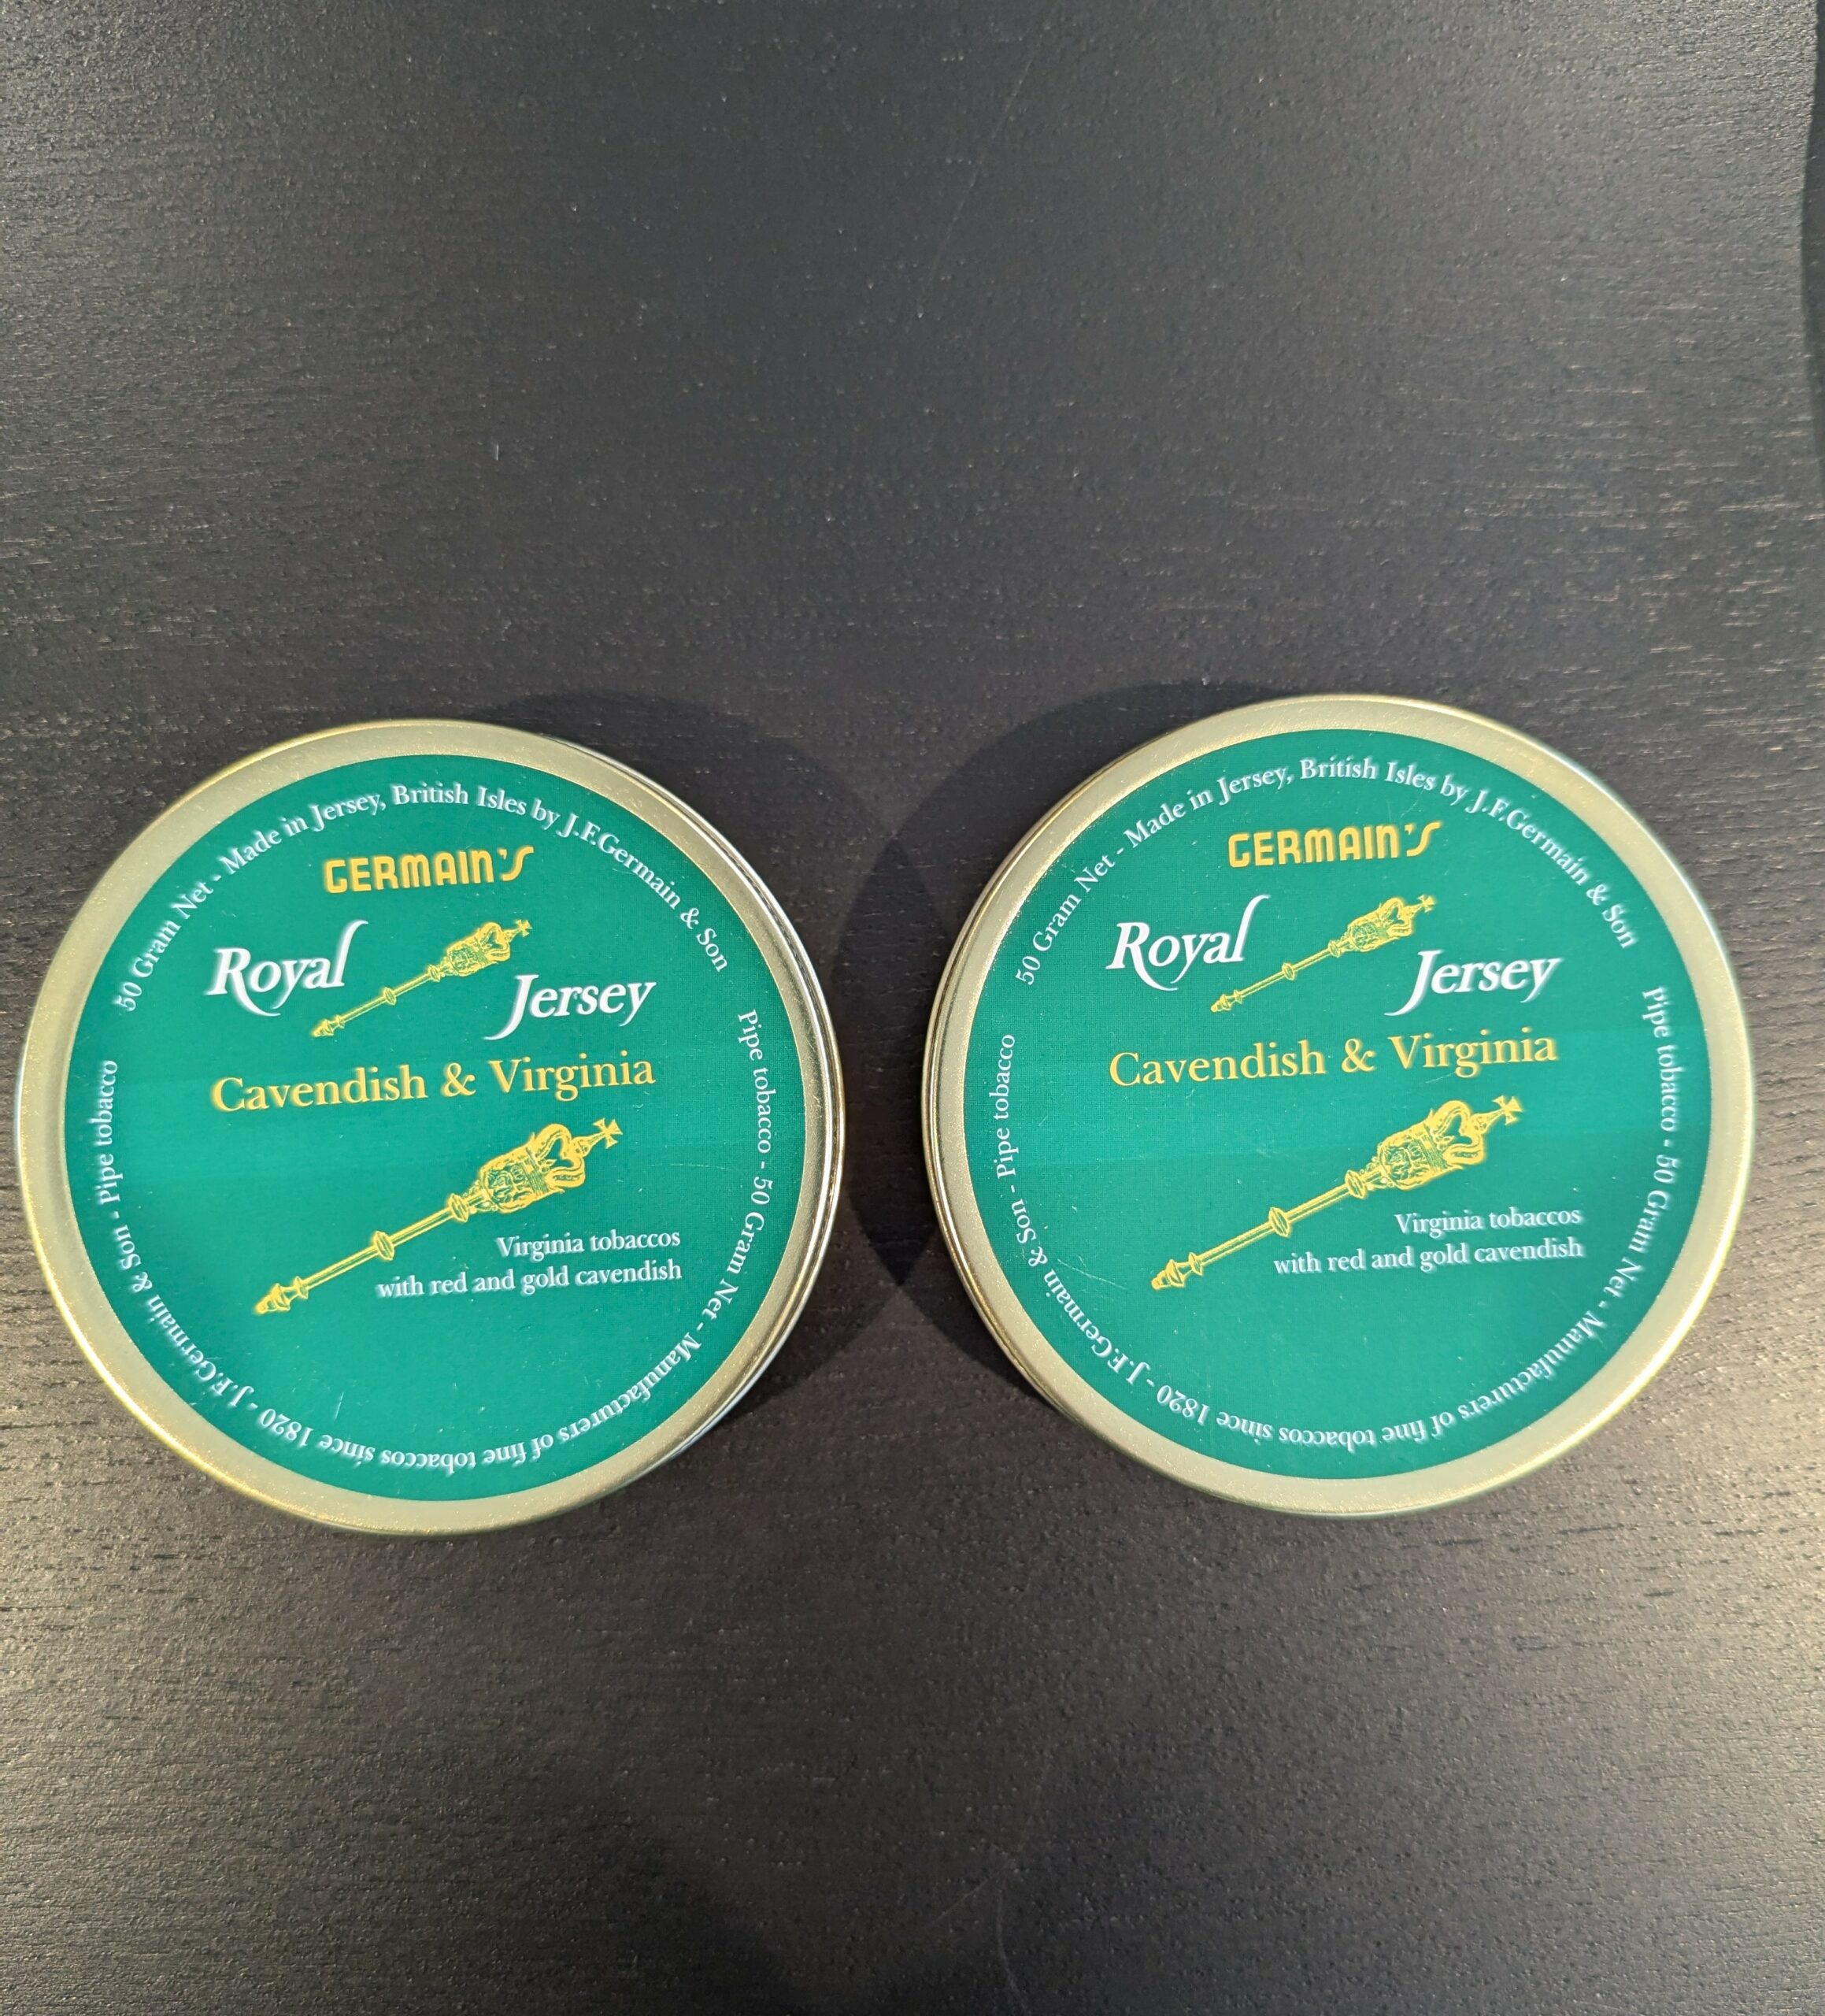 50 Gram Net - Made in Jersey, British Isles by J.F.Germain & Son
GERMAIN'S
Royal
Jersey
Cavendish & Virginia
Virginia tobaccos
with red and gold cavendish
Pipe tobacco - 50 Gram Net - Manufacturers of fine tobaccos since 1820 - J.F.Germain & Son - Pipe tobacco
50 Gram Net - Made in Jersey, British Isles by J.F.Germain & Son
GERMAIN'S
Royal
Jersey
Cavendish & Virginia
Virginia tobaccos
with red and gold cavendish
Pipe tobacco - 50 Gram Net - Manufacturers of fine tobaccos since 1820 - J.F.Germain & Son - Pipe tobacco